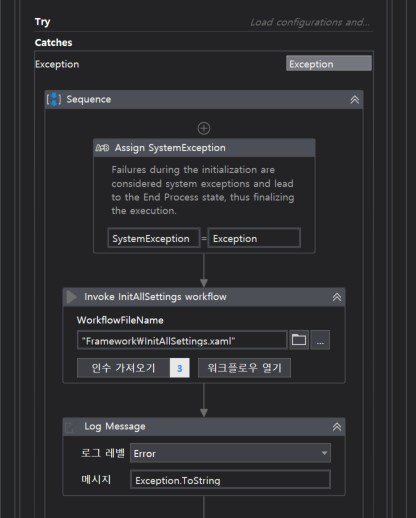 Try Load configurations and...
Catches
Exception Exception
Sequence
A*B Assign SystemException
Failures during the initialization are
considered system exceptions and lead
to the End Process state, thus finalizing
the execution.
SystemException = Exception
Invoke InitAllSettings workflow
WorkflowFileName
"Framework₩InitAllSettings.xaml" ...
인수 가져오기 3 워크플로우 열기
Log Message
로그 레벨 Error
메시지 Exception.ToString